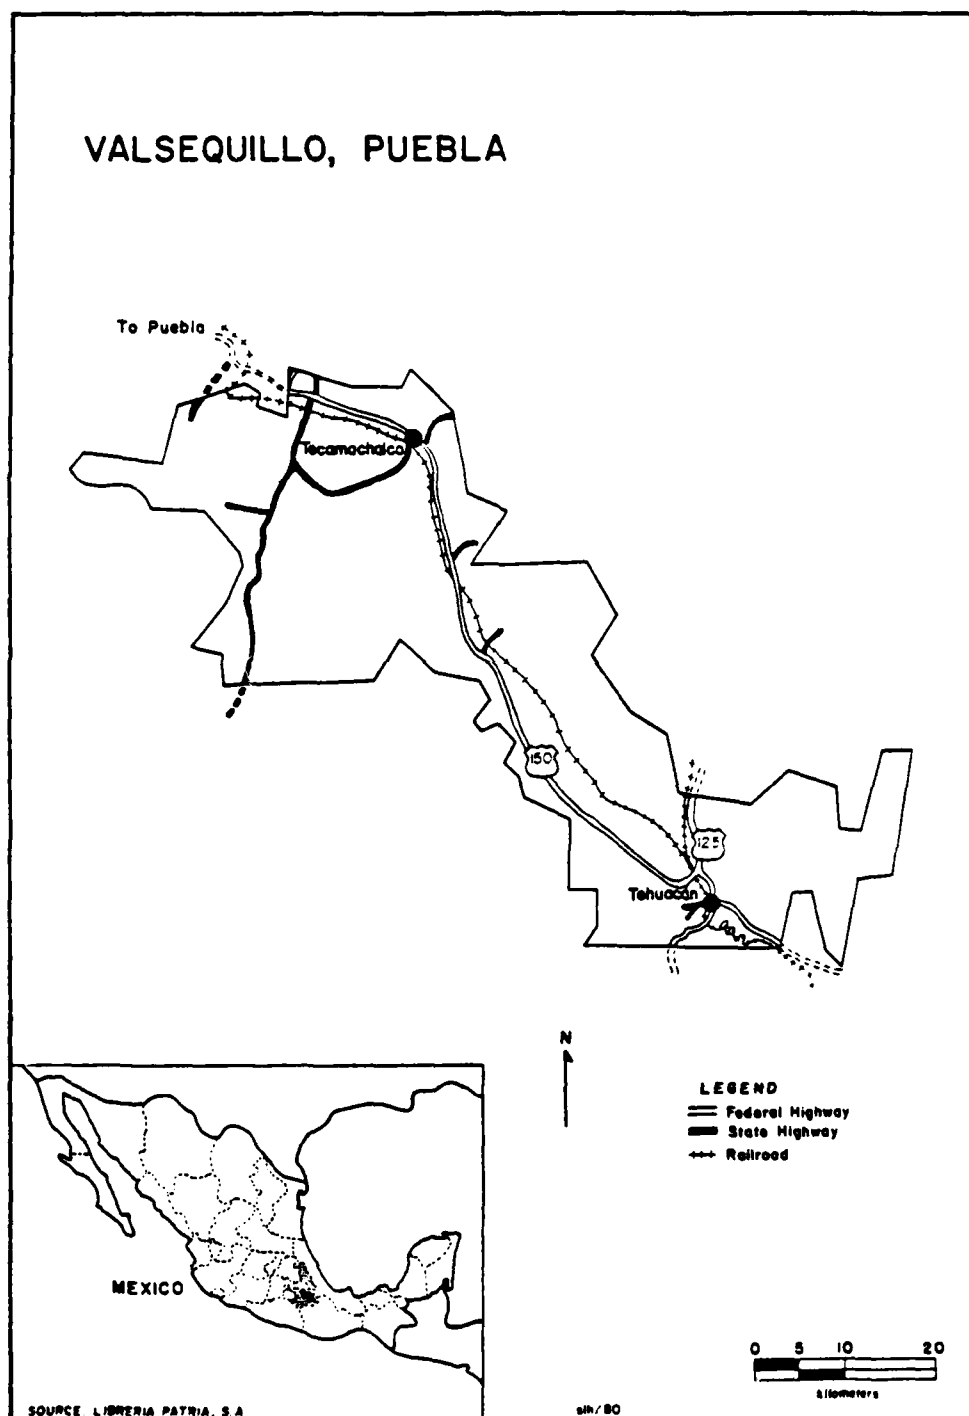 VALSEQUILLO, PUEBLA
To Puebla
Tecamachalco
150
125
Tehuacán
N
LEGEND
Federal Highway
State Highway
Railroad
MEXICO
0 5 10 20
kilometers
SOURCE LIBRERIA PATRIA, S.A
slh/80